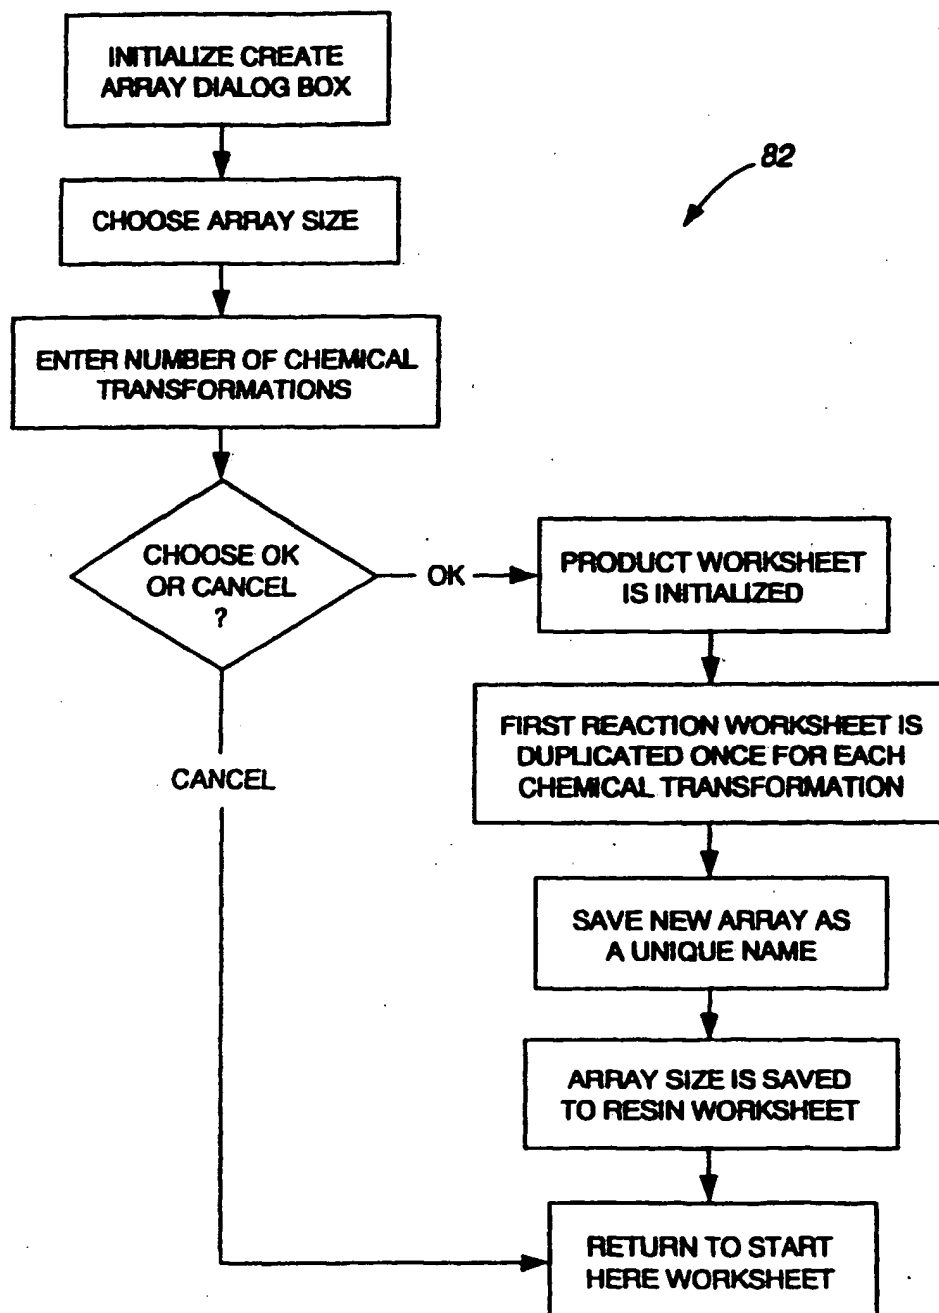 INITIALIZE CREATE
ARRAY DIALOG BOX
82
CHOOSE ARRAY SIZE
ENTER NUMBER OF CHEMICAL
TRANSFORMATIONS
CHOOSE OK
OR CANCEL
?
OK
PRODUCT WORKSHEET
IS INITIALIZED
FIRST REACTION WORKSHEET IS
DUPLICATED ONCE FOR EACH
CHEMICAL TRANSFORMATION
CANCEL
SAVE NEW ARRAY AS
A UNIQUE NAME
ARRAY SIZE IS SAVED
TO RESIN WORKSHEET
RETURN TO START
HERE WORKSHEET